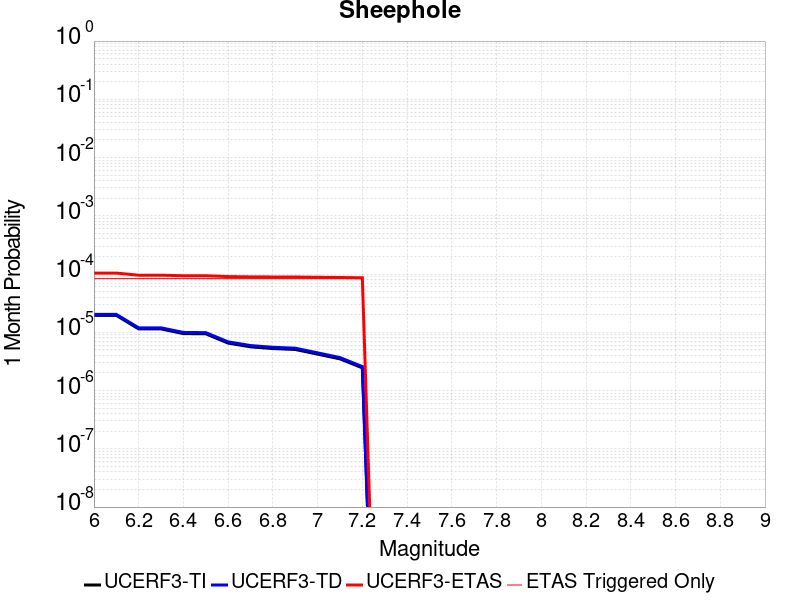 Sheephole
10^0
10^-1
10^-2
10^-3
10^-4
10^-5
10^-6
10^-7
10^-8
1 Month Probability
6 6.2 6.4 6.6 6.8 7 7.2 7.4 7.6 7.8 8 8.2 8.4 8.6 8.8 9
Magnitude
UCERF3-TI UCERF3-TD UCERF3-ETAS ETAS Triggered Only